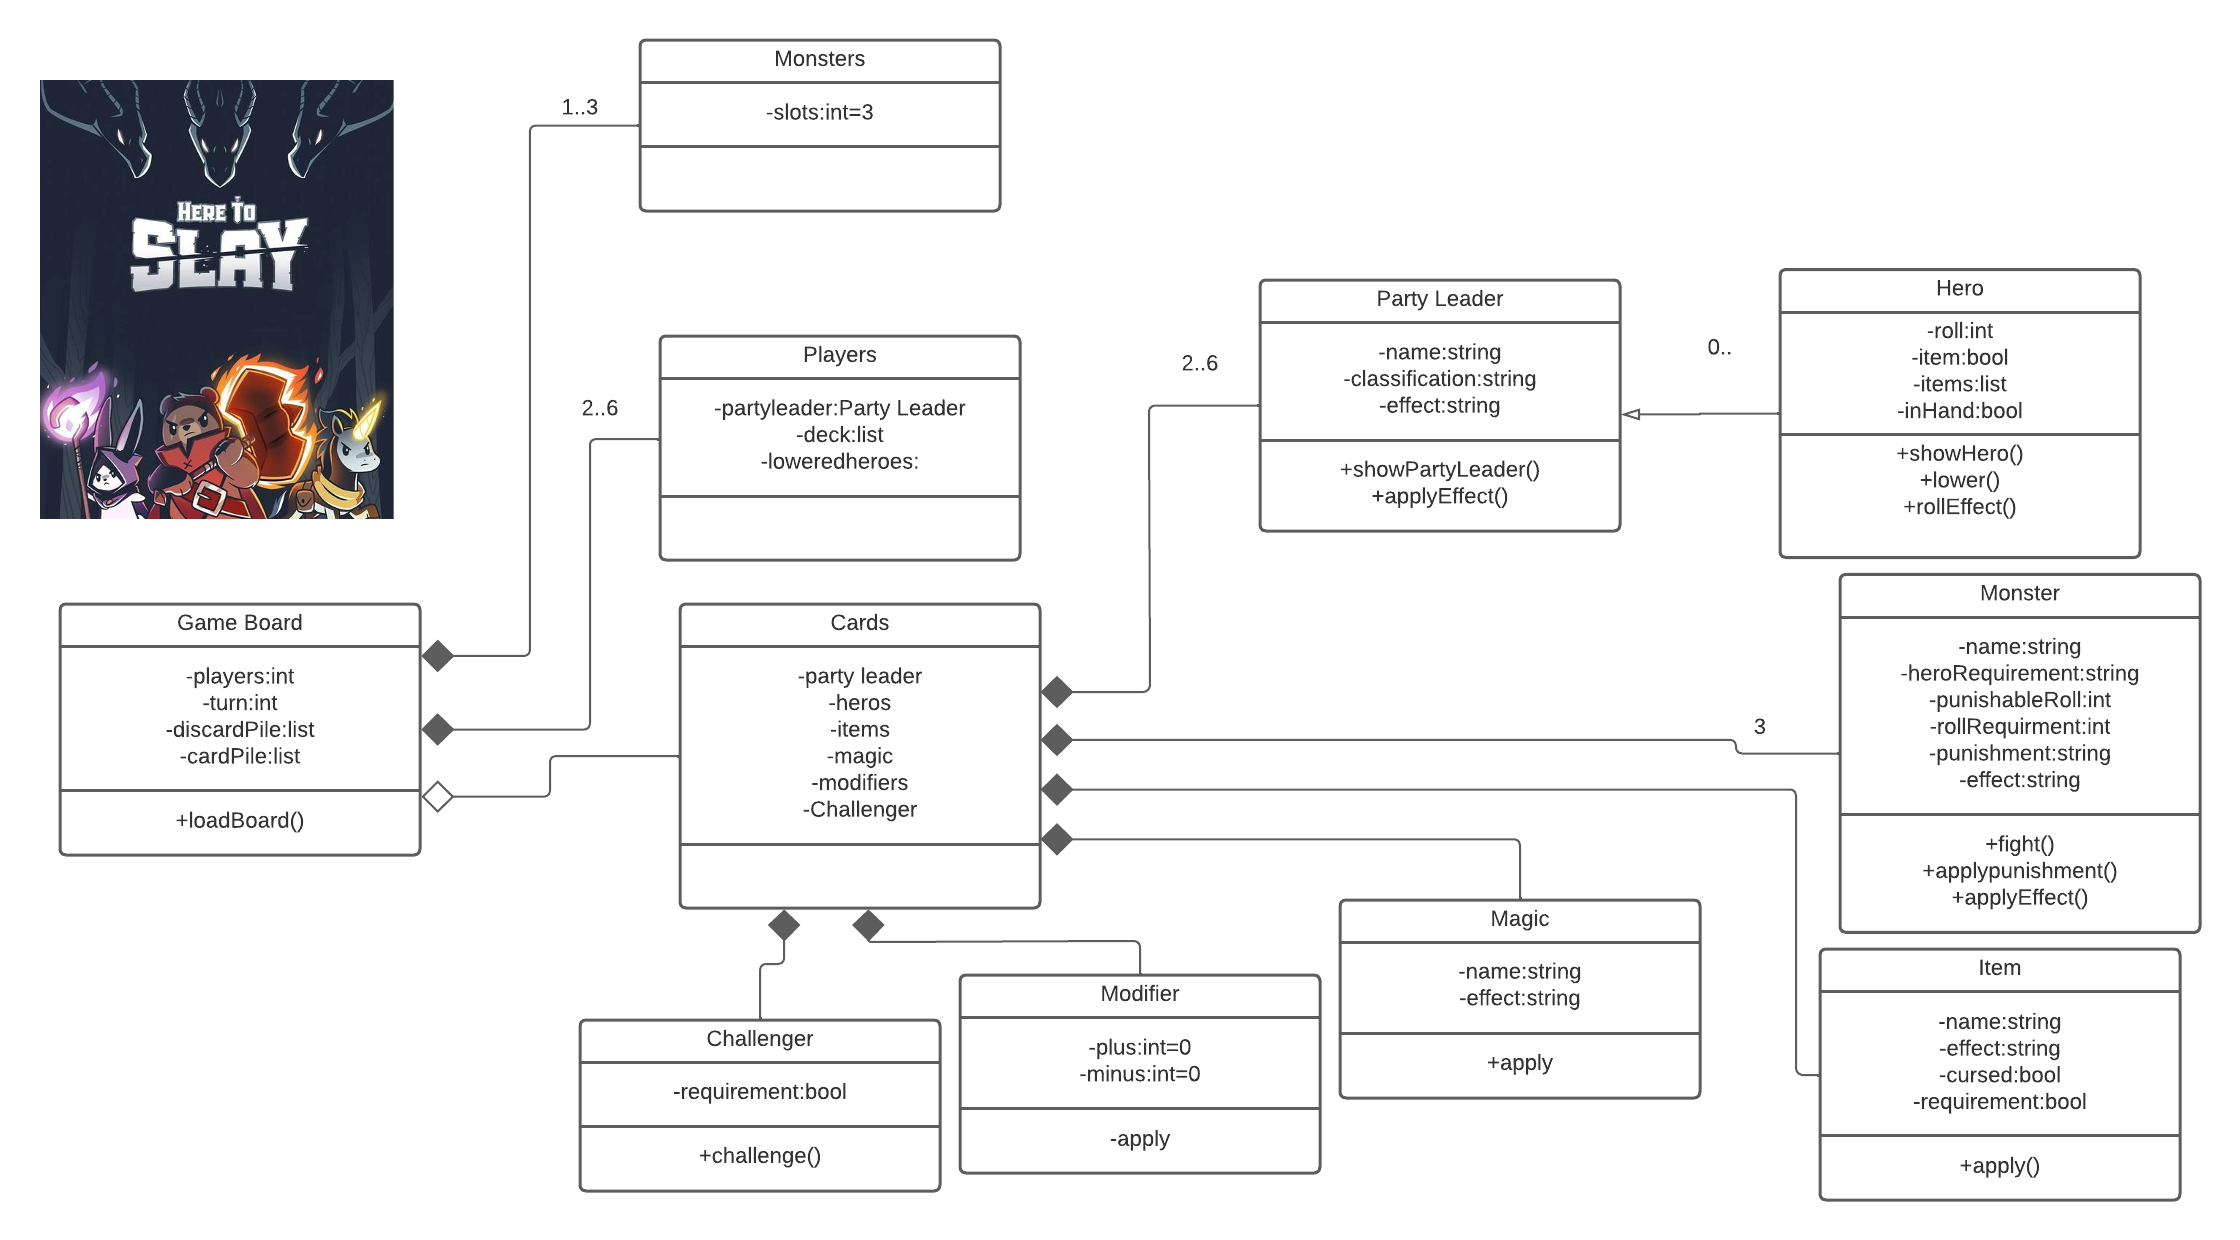 HERE TO
SLAY
Monsters
-slots:int=3
1..3
Players
-partyleader:Party Leader
-deck:list
-loweredheroes:
2..6
Party Leader
-name:string
-classification:string
-effect:string
+showPartyLeader()
+applyEffect()
2..6
Hero
-roll:int
-item:bool
-items:list
-inHand:bool
+showHero()
+lower()
+rollEffect()
0..
Game Board
-players:int
-turn:int
-discardPile:list
-cardPile:list
+loadBoard()
Cards
-party leader
-heros
-items
-magic
-modifiers
-Challenger
Monster
-name:string
-heroRequirement:string
-punishableRoll:int
-rollRequirment:int
-punishment:string
-effect:string
+fight()
+applypunishment()
+applyEffect()
3
Challenger
-requirement:bool
+challenge()
Modifier
-plus:int=0
-minus:int=0
-apply
Magic
-name:string
-effect:string
+apply
Item
-name:string
-effect:string
-cursed:bool
-requirement:bool
+apply()